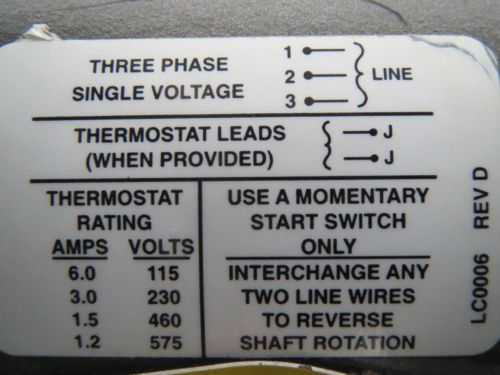 THREE PHASE
SINGLE VOLTAGE
1
2
3
LINE
THERMOSTAT LEADS
(WHEN PROVIDED)
J
J
THERMOSTAT
RATING
AMPS VOLTS
6.0 115
3.0 230
1.5 460
1.2 575
USE A MOMENTARY
START SWITCH
ONLY
INTERCHANGE ANY
TWO LINE WIRES
TO REVERSE
SHAFT ROTATION
LC0006 REV D